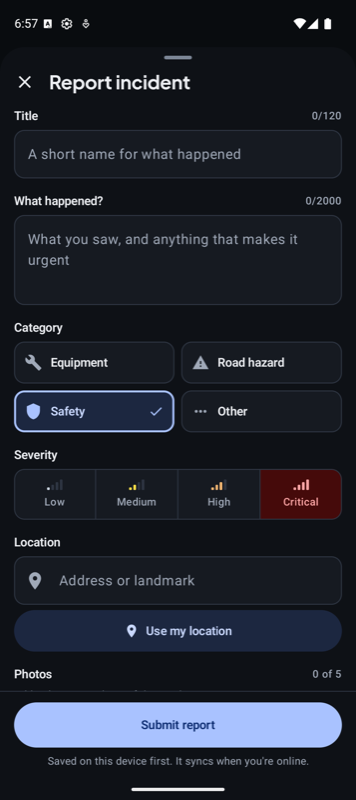 6:57
Report incident
Title 0/120
A short name for what happened
What happened? 0/2000
What you saw, and anything that makes it
urgent
Category
Equipment Road hazard
Safety Other
Severity
Low Medium High Critical
Location
Address or landmark
Use my location
Photos 0 of 5
Submit report
Saved on this device first. It syncs when you're online.